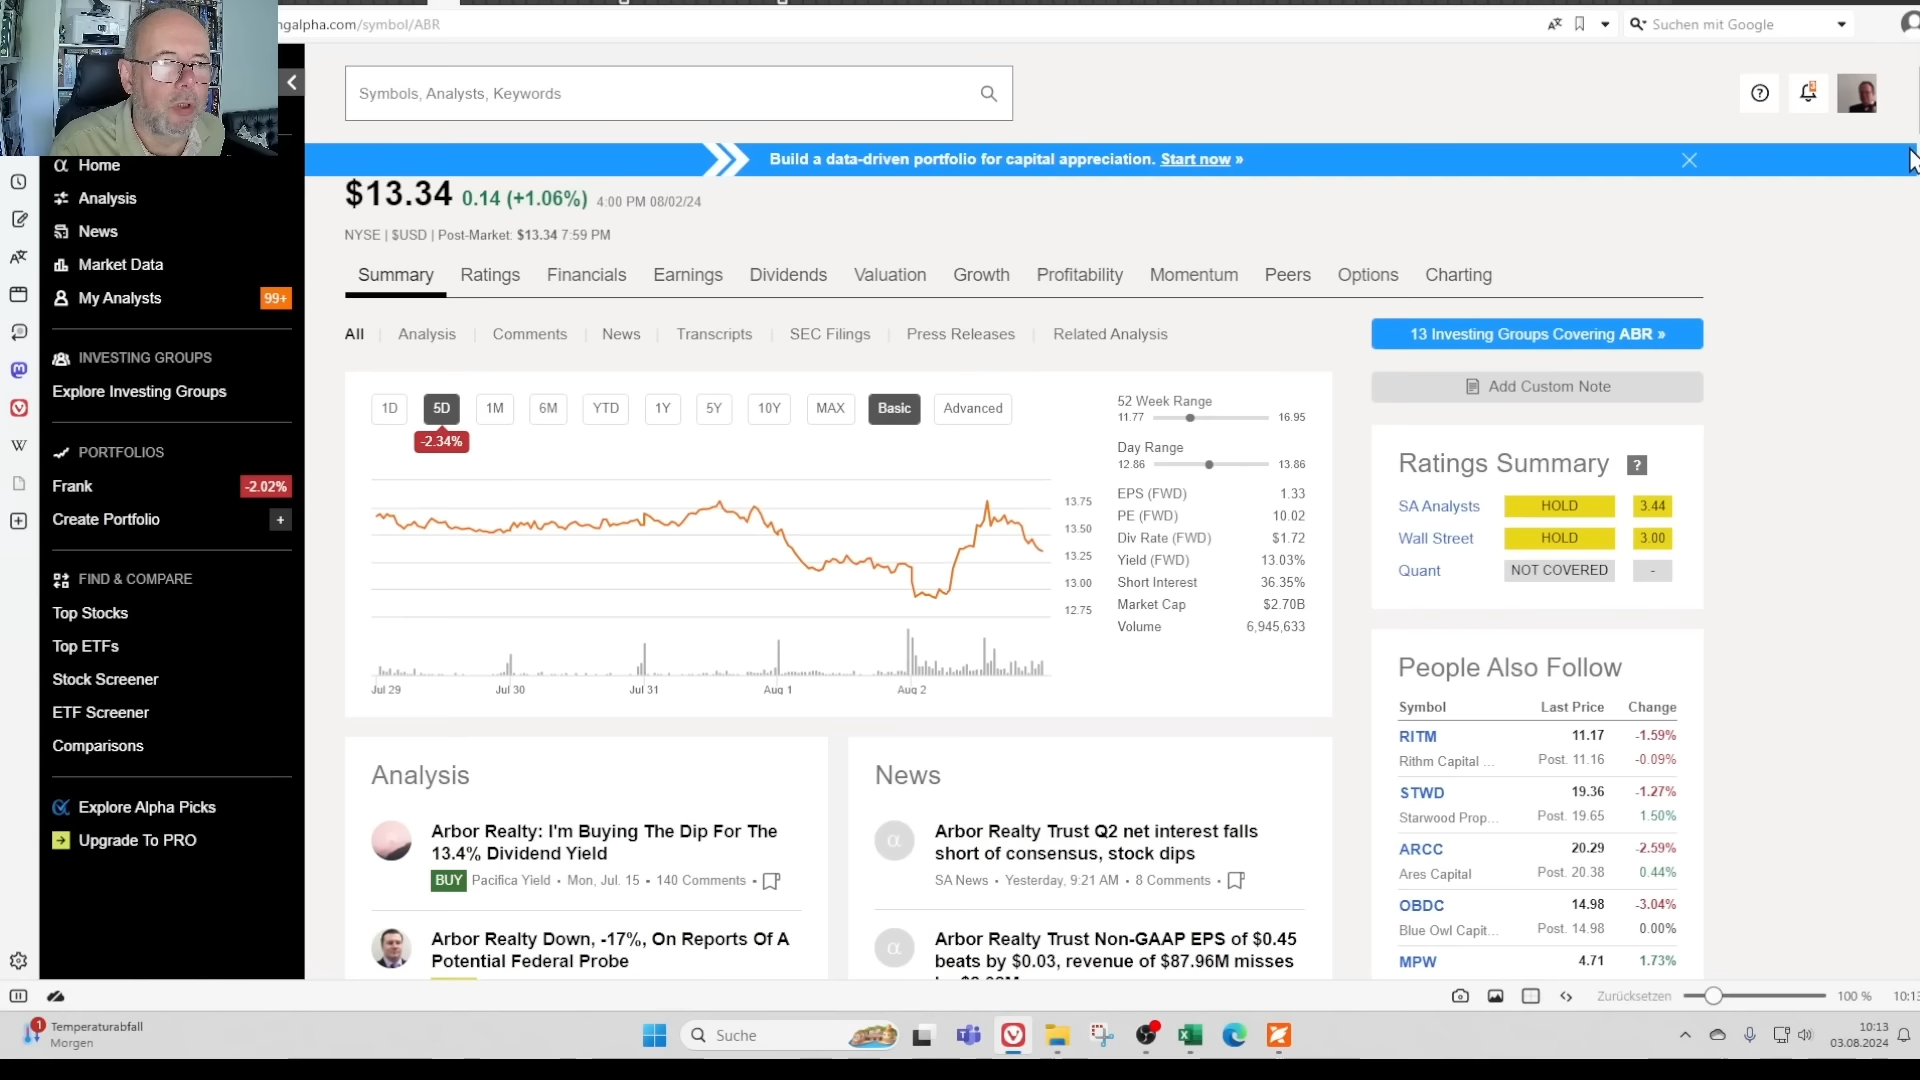 ngalpha.com/symbol/ABR
Suchen mit Google
Symbols, Analysts, Keywords
Build a data-driven portfolio for capital appreciation. Start now »
Home
Analysis
News
Market Data
My Analysts 99+
INVESTING GROUPS
Explore Investing Groups
PORTFOLIOS
Frank -2.02%
Create Portfolio +
FIND & COMPARE
Top Stocks
Top ETFs
Stock Screener
ETF Screener
Comparisons
Explore Alpha Picks
Upgrade To PRO
$13.34 0.14 (+1.06%) 4:00 PM 08/02/24
NYSE | $USD | Post-Market: $13.34 7:59 PM
Summary Ratings Financials Earnings Dividends Valuation Growth Profitability Momentum Peers Options Charting
All | Analysis | Comments | News | Transcripts | SEC Filings | Press Releases | Related Analysis
1D 5D 1M 6M YTD 1Y 5Y 10Y MAX Basic Advanced
-2.34%
13.75
13.50
13.25
13.00
12.75
Jul 29 Jul 30 Jul 31 Aug 1 Aug 2
52 Week Range
11.77 16.95
Day Range
12.86 13.86
EPS (FWD) 1.33
PE (FWD) 10.02
Div Rate (FWD) $1.72
Yield (FWD) 13.03%
Short Interest 36.35%
Market Cap $2.70B
Volume 6,945,633
13 Investing Groups Covering ABR »
Add Custom Note
Ratings Summary ?
SA Analysts HOLD 3.44
Wall Street HOLD 3.00
Quant NOT COVERED -
People Also Follow
Symbol Last Price Change
RITM 11.17 -1.59%
Rithm Capital ... Post. 11.16 -0.09%
STWD 19.36 -1.27%
Starwood Prop... Post. 19.65 1.50%
ARCC 20.29 -2.59%
Ares Capital Post. 20.38 0.44%
OBDC 14.98 -3.04%
Blue Owl Capit... Post. 14.98 0.00%
MPW 4.71 1.73%
Analysis
Arbor Realty: I'm Buying The Dip For The
13.4% Dividend Yield
BUY Pacifica Yield • Mon, Jul. 15 • 140 Comments •
Arbor Realty Down, -17%, On Reports Of A
Potential Federal Probe
News
Arbor Realty Trust Q2 net interest falls
short of consensus, stock dips
SA News • Yesterday, 9:21 AM • 8 Comments •
Arbor Realty Trust Non-GAAP EPS of $0.45
beats by $0.03, revenue of $87.96M misses
Zurücksetzen 100 % 10:13
1 Temperaturabfall
Morgen
Suche
10:13
03.08.2024